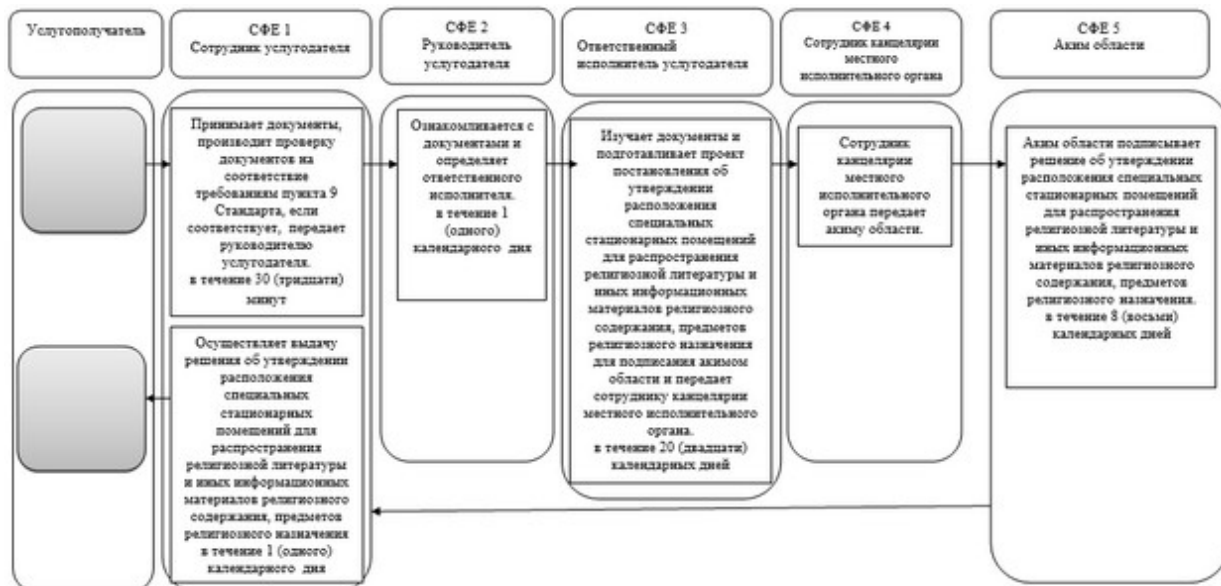 Услугополучатель
СФЕ 1
Сотрудник услугодателя
СФЕ 2
Руководитель
услугодателя
СФЕ 3
Ответственный
исполнитель услугодателя
СФЕ 4
Сотрудник канцелярии
местного
исполнительного органа
СФЕ 5
Аким области
Принимает документы,
производит проверку
документов на
соответствие
требованиям пункта 9
Стандарта, если
соответствует, передает
руководителю
услугодателя.
в течение 30 (тридцати)
минут
Ознакомливается с
документами и
определяет
ответственного
исполнителя.
в течение 1
(одного)
календарного дня
Изучает документы и
подготавливает проект
постановления об
утверждении
расположения
специальных
стационарных помещений
для распространения
религиозной литературы и
иных информационных
материалов религиозного
содержания, предметов
религиозного назначения
для подписания акимом
области и передает
сотруднику канцелярии
местного исполнительного
органа.
в течение 20 (двадцати)
календарных дней
Сотрудник
канцелярии
местного
исполнительного
органа передает
акиму области.
Аким области подписывает
решение об утверждении
расположения специальных
стационарных помещений
для распространения
религиозной литературы и
иных информационных
материалов религиозного
содержания, предметов
религиозного назначения.
в течение 8 (восьми)
календарных дней
Осуществляет выдачу
решения об утверждении
расположения
специальных
стационарных
помещений для
распространения
религиозной литературы
и иных информационных
материалов религиозного
содержания, предметов
религиозного назначения
в течение 1 (одного)
календарного дня